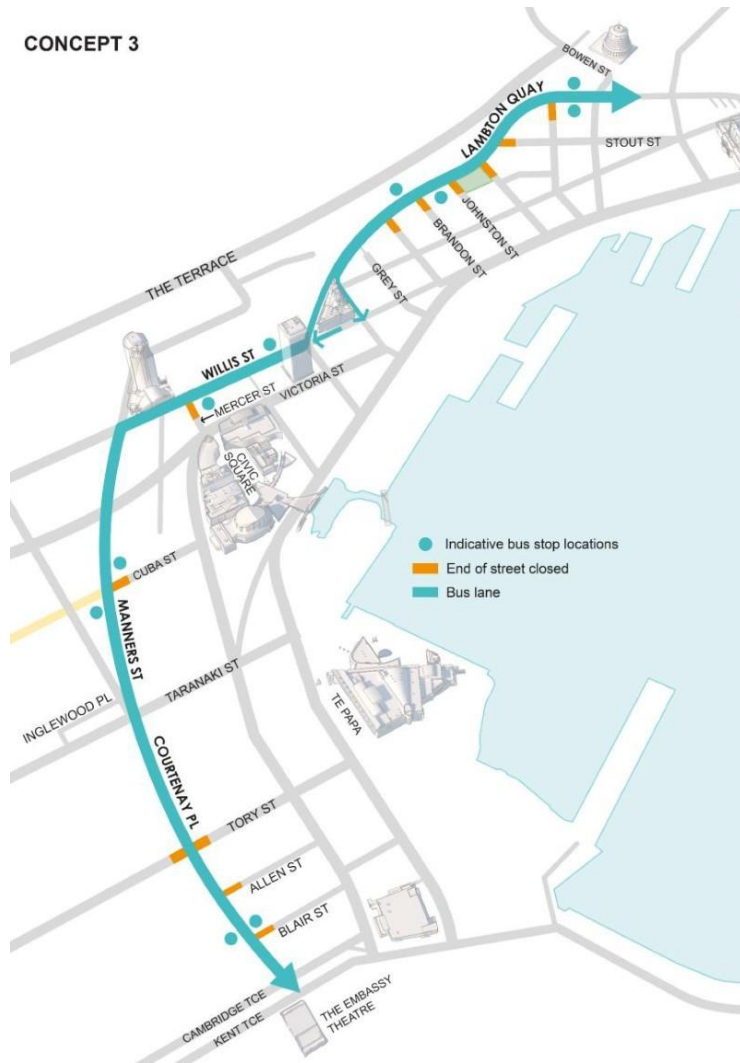 CONCEPT 3
BOWEN ST
LAMBTON QUAY
STOUT ST
JOHNSTON ST
BRANDON ST
GREY ST
THE TERRACE
WILLIS ST
VICTORIA ST
MERCER ST
CIVIC
SQUARE
Indicative bus stop locations
End of street closed
Bus lane
CUBA ST
MANNERS ST
TARANAKI ST
INGLEWOOD PL
TE PAPA
COURTENAY PL
TORY ST
ALLEN ST
BLAIR ST
CAMBRIDGE TCE
KENT TCE
THE EMBASSY
THEATRE